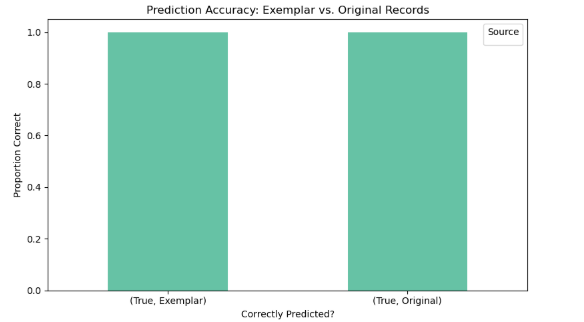 Prediction Accuracy: Exemplar vs. Original Records
Source
1.0
0.8
0.6
0.4
0.2
0.0
Proportion Correct
(True, Exemplar)
(True, Original)
Correctly Predicted?